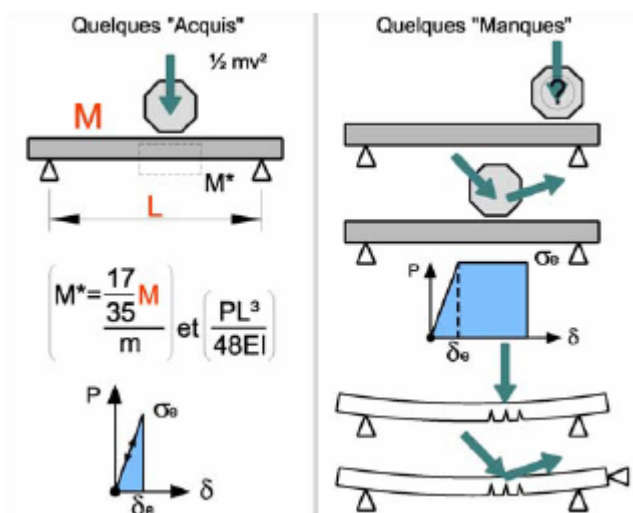 Quelques "Acquis"
½ mv²
M
M*
L
(M*=17/35 M / m) et (PL³/48EI)
P
σe
δe
δ
Quelques "Manques"
?
P
σe
δe
δ